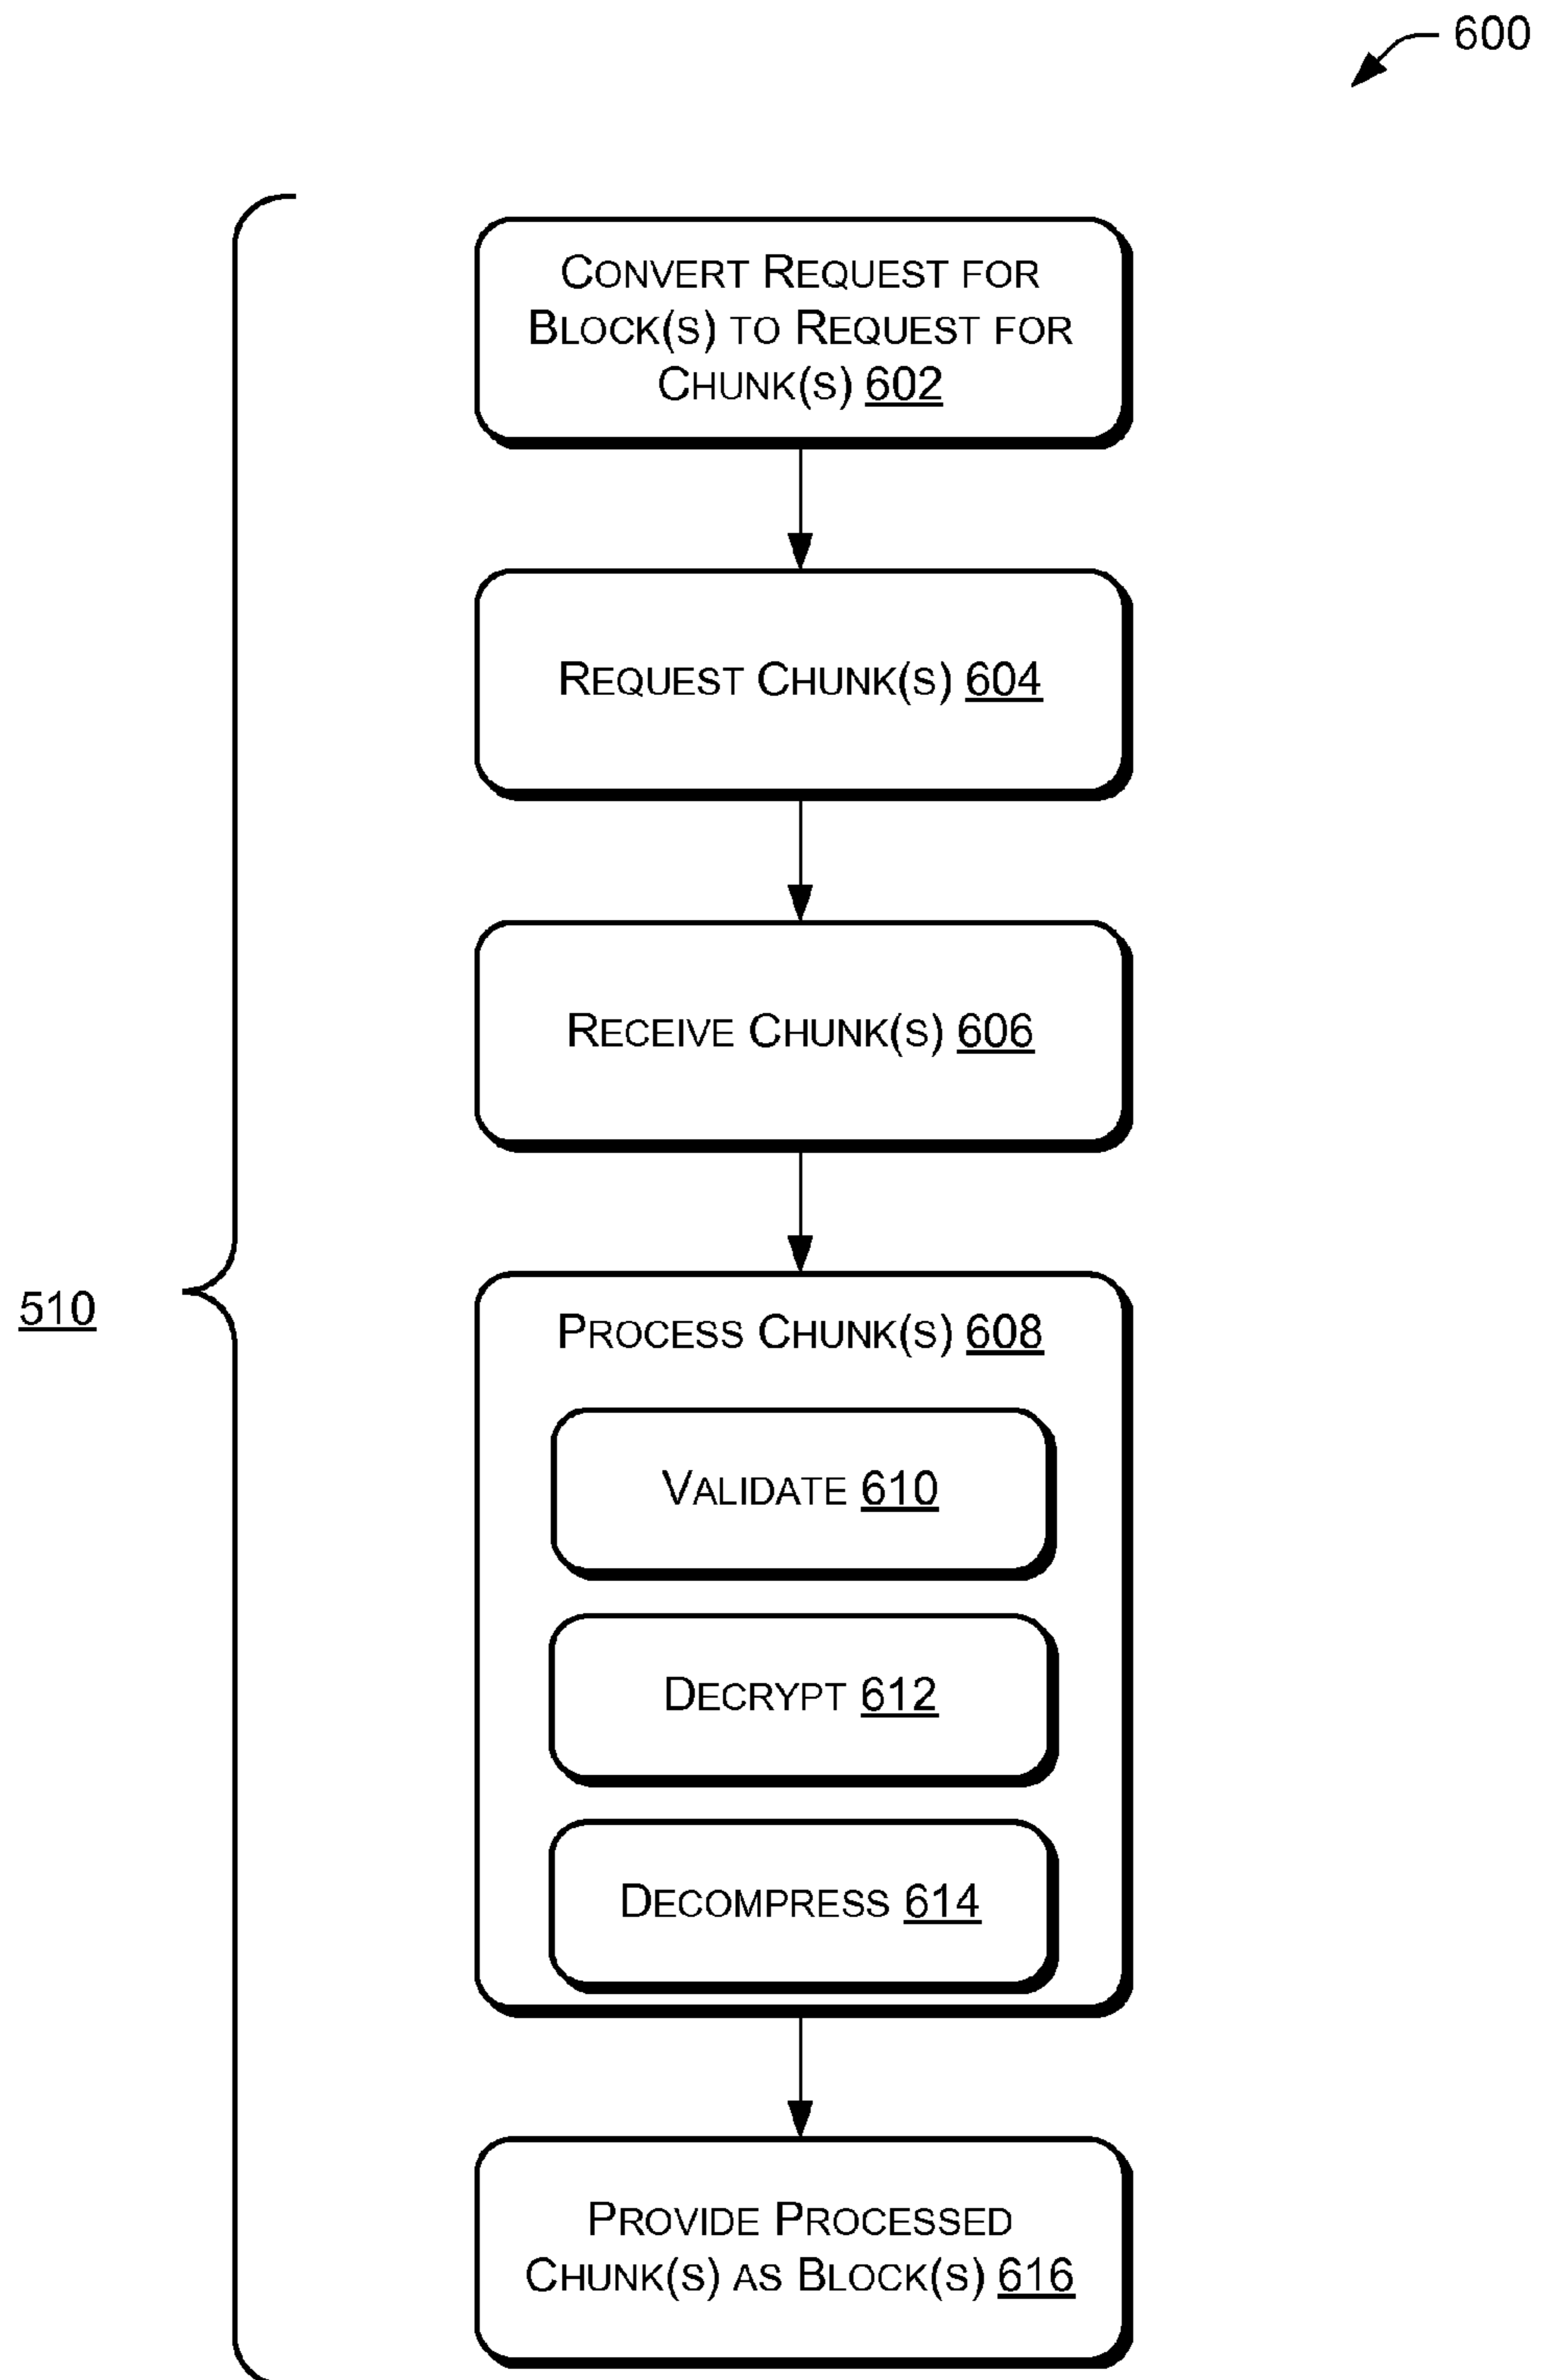 600
CONVERT REQUEST FOR
BLOCK(S) TO REQUEST FOR
CHUNK(S) 602
REQUEST CHUNK(S) 604
RECEIVE CHUNK(S) 606
510
PROCESS CHUNK(S) 608
VALIDATE 610
DECRYPT 612
DECOMPRESS 614
PROVIDE PROCESSED
CHUNK(S) AS BLOCK(S) 616